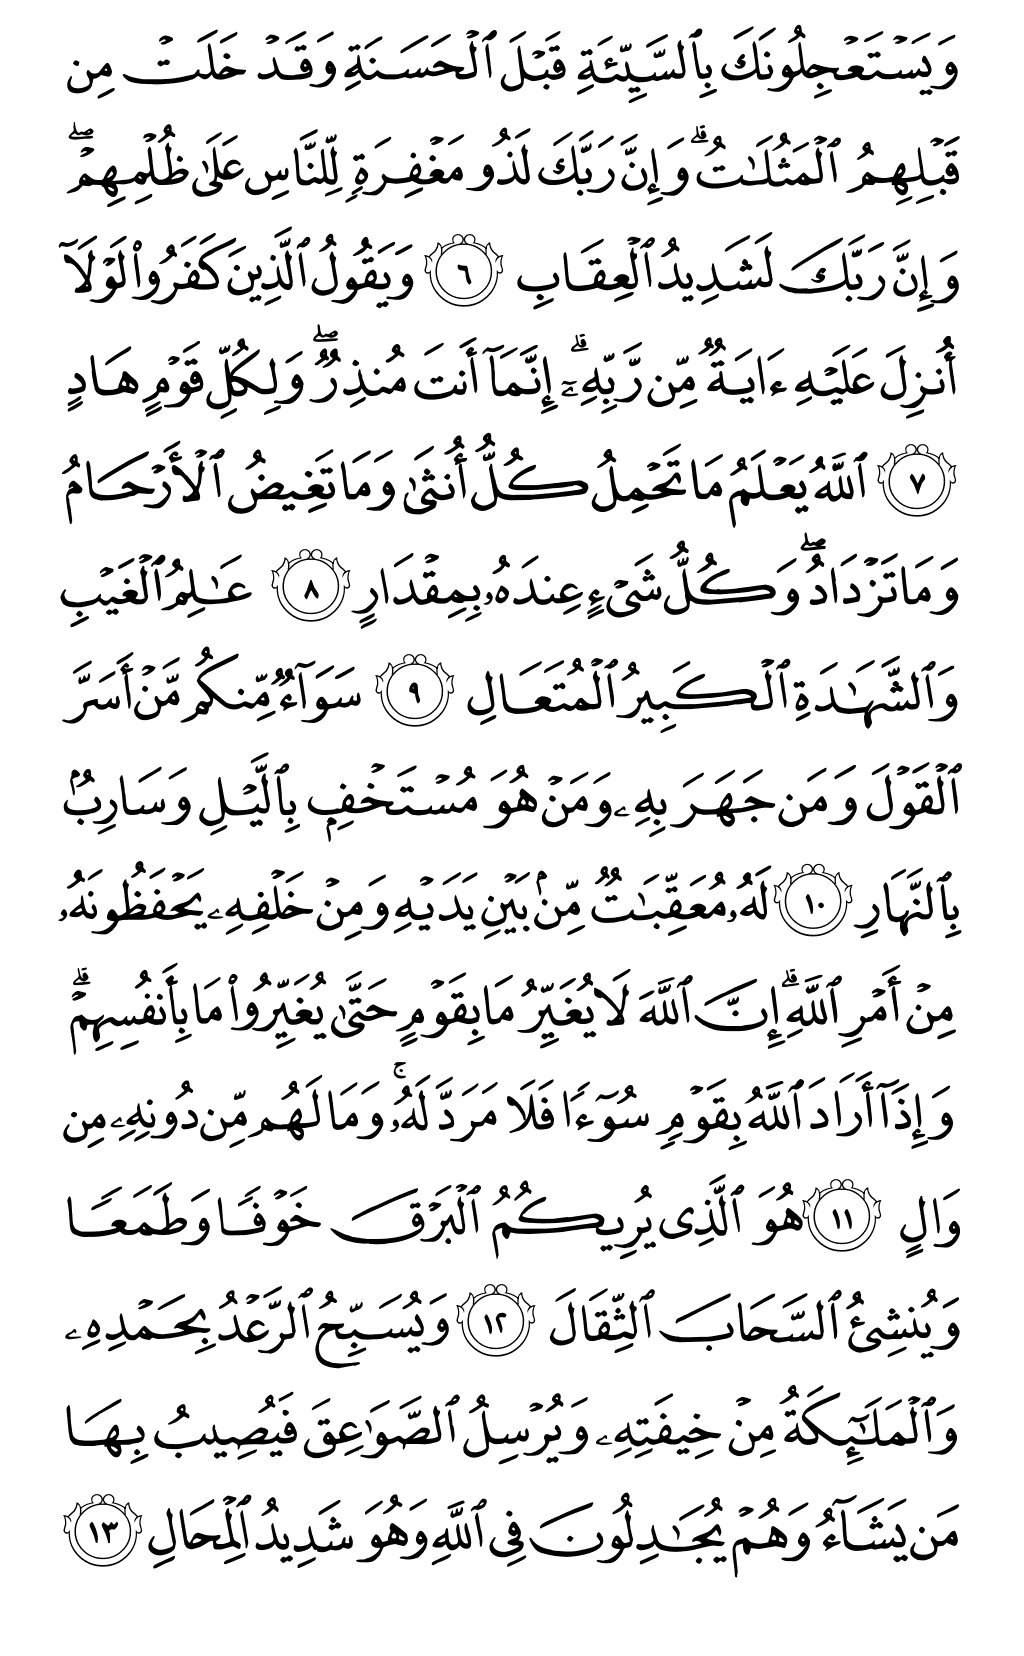 وَيَسْتَعْجِلُونَكَ بِٱلسَّيِّئَةِ قَبْلَ ٱلْحَسَنَةِ وَقَدْ خَلَتْ مِن
قَبْلِهِمُ ٱلْمَثُلَـٰتُ ۗ وَإِنَّ رَبَّكَ لَذُو مَغْفِرَةٍ لِّلنَّاسِ عَلَىٰ ظُلْمِهِمْ ۖ
وَإِنَّ رَبَّكَ لَشَدِيدُ ٱلْعِقَابِ ٦ وَيَقُولُ ٱلَّذِينَ كَفَرُوا۟ لَوْلَآ
أُنزِلَ عَلَيْهِ ءَايَةٌ مِّن رَّبِّهِۦٓ ۗ إِنَّمَآ أَنتَ مُنذِرٌ ۖ وَلِكُلِّ قَوْمٍ هَادٍ
٧ ٱللَّهُ يَعْلَمُ مَا تَحْمِلُ كُلُّ أُنثَىٰ وَمَا تَغِيضُ ٱلْأَرْحَامُ
وَمَا تَزْدَادُ ۖ وَكُلُّ شَىْءٍ عِندَهُۥ بِمِقْدَارٍ ٨ عَـٰلِمُ ٱلْغَيْبِ
وَٱلشَّهَـٰدَةِ ٱلْكَبِيرُ ٱلْمُتَعَالِ ٩ سَوَآءٌ مِّنكُم مَّنْ أَسَرَّ
ٱلْقَوْلَ وَمَن جَهَرَ بِهِۦ وَمَنْ هُوَ مُسْتَخْفٍۭ بِٱلَّيْلِ وَسَارِبٌۢ
بِٱلنَّهَارِ ١٠ لَهُۥ مُعَقِّبَـٰتٌ مِّنۢ بَيْنِ يَدَيْهِ وَمِنْ خَلْفِهِۦ يَحْفَظُونَهُۥ
مِنْ أَمْرِ ٱللَّهِ ۗ إِنَّ ٱللَّهَ لَا يُغَيِّرُ مَا بِقَوْمٍ حَتَّىٰ يُغَيِّرُوا۟ مَا بِأَنفُسِهِمْ ۗ
وَإِذَآ أَرَادَ ٱللَّهُ بِقَوْمٍ سُوٓءًا فَلَا مَرَدَّ لَهُۥ ۚ وَمَا لَهُم مِّن دُونِهِۦ مِن
وَالٍ ١١ هُوَ ٱلَّذِى يُرِيكُمُ ٱلْبَرْقَ خَوْفًا وَطَمَعًا
وَيُنشِئُ ٱلسَّحَابَ ٱلثِّقَالَ ١٢ وَيُسَبِّحُ ٱلرَّعْدُ بِحَمْدِهِۦ
وَٱلْمَلَـٰٓئِكَةُ مِنْ خِيفَتِهِۦ وَيُرْسِلُ ٱلصَّوَٰعِقَ فَيُصِيبُ بِهَا
مَن يَشَآءُ وَهُمْ يُجَـٰدِلُونَ فِى ٱللَّهِ وَهُوَ شَدِيدُ ٱلْمِحَالِ ١٣